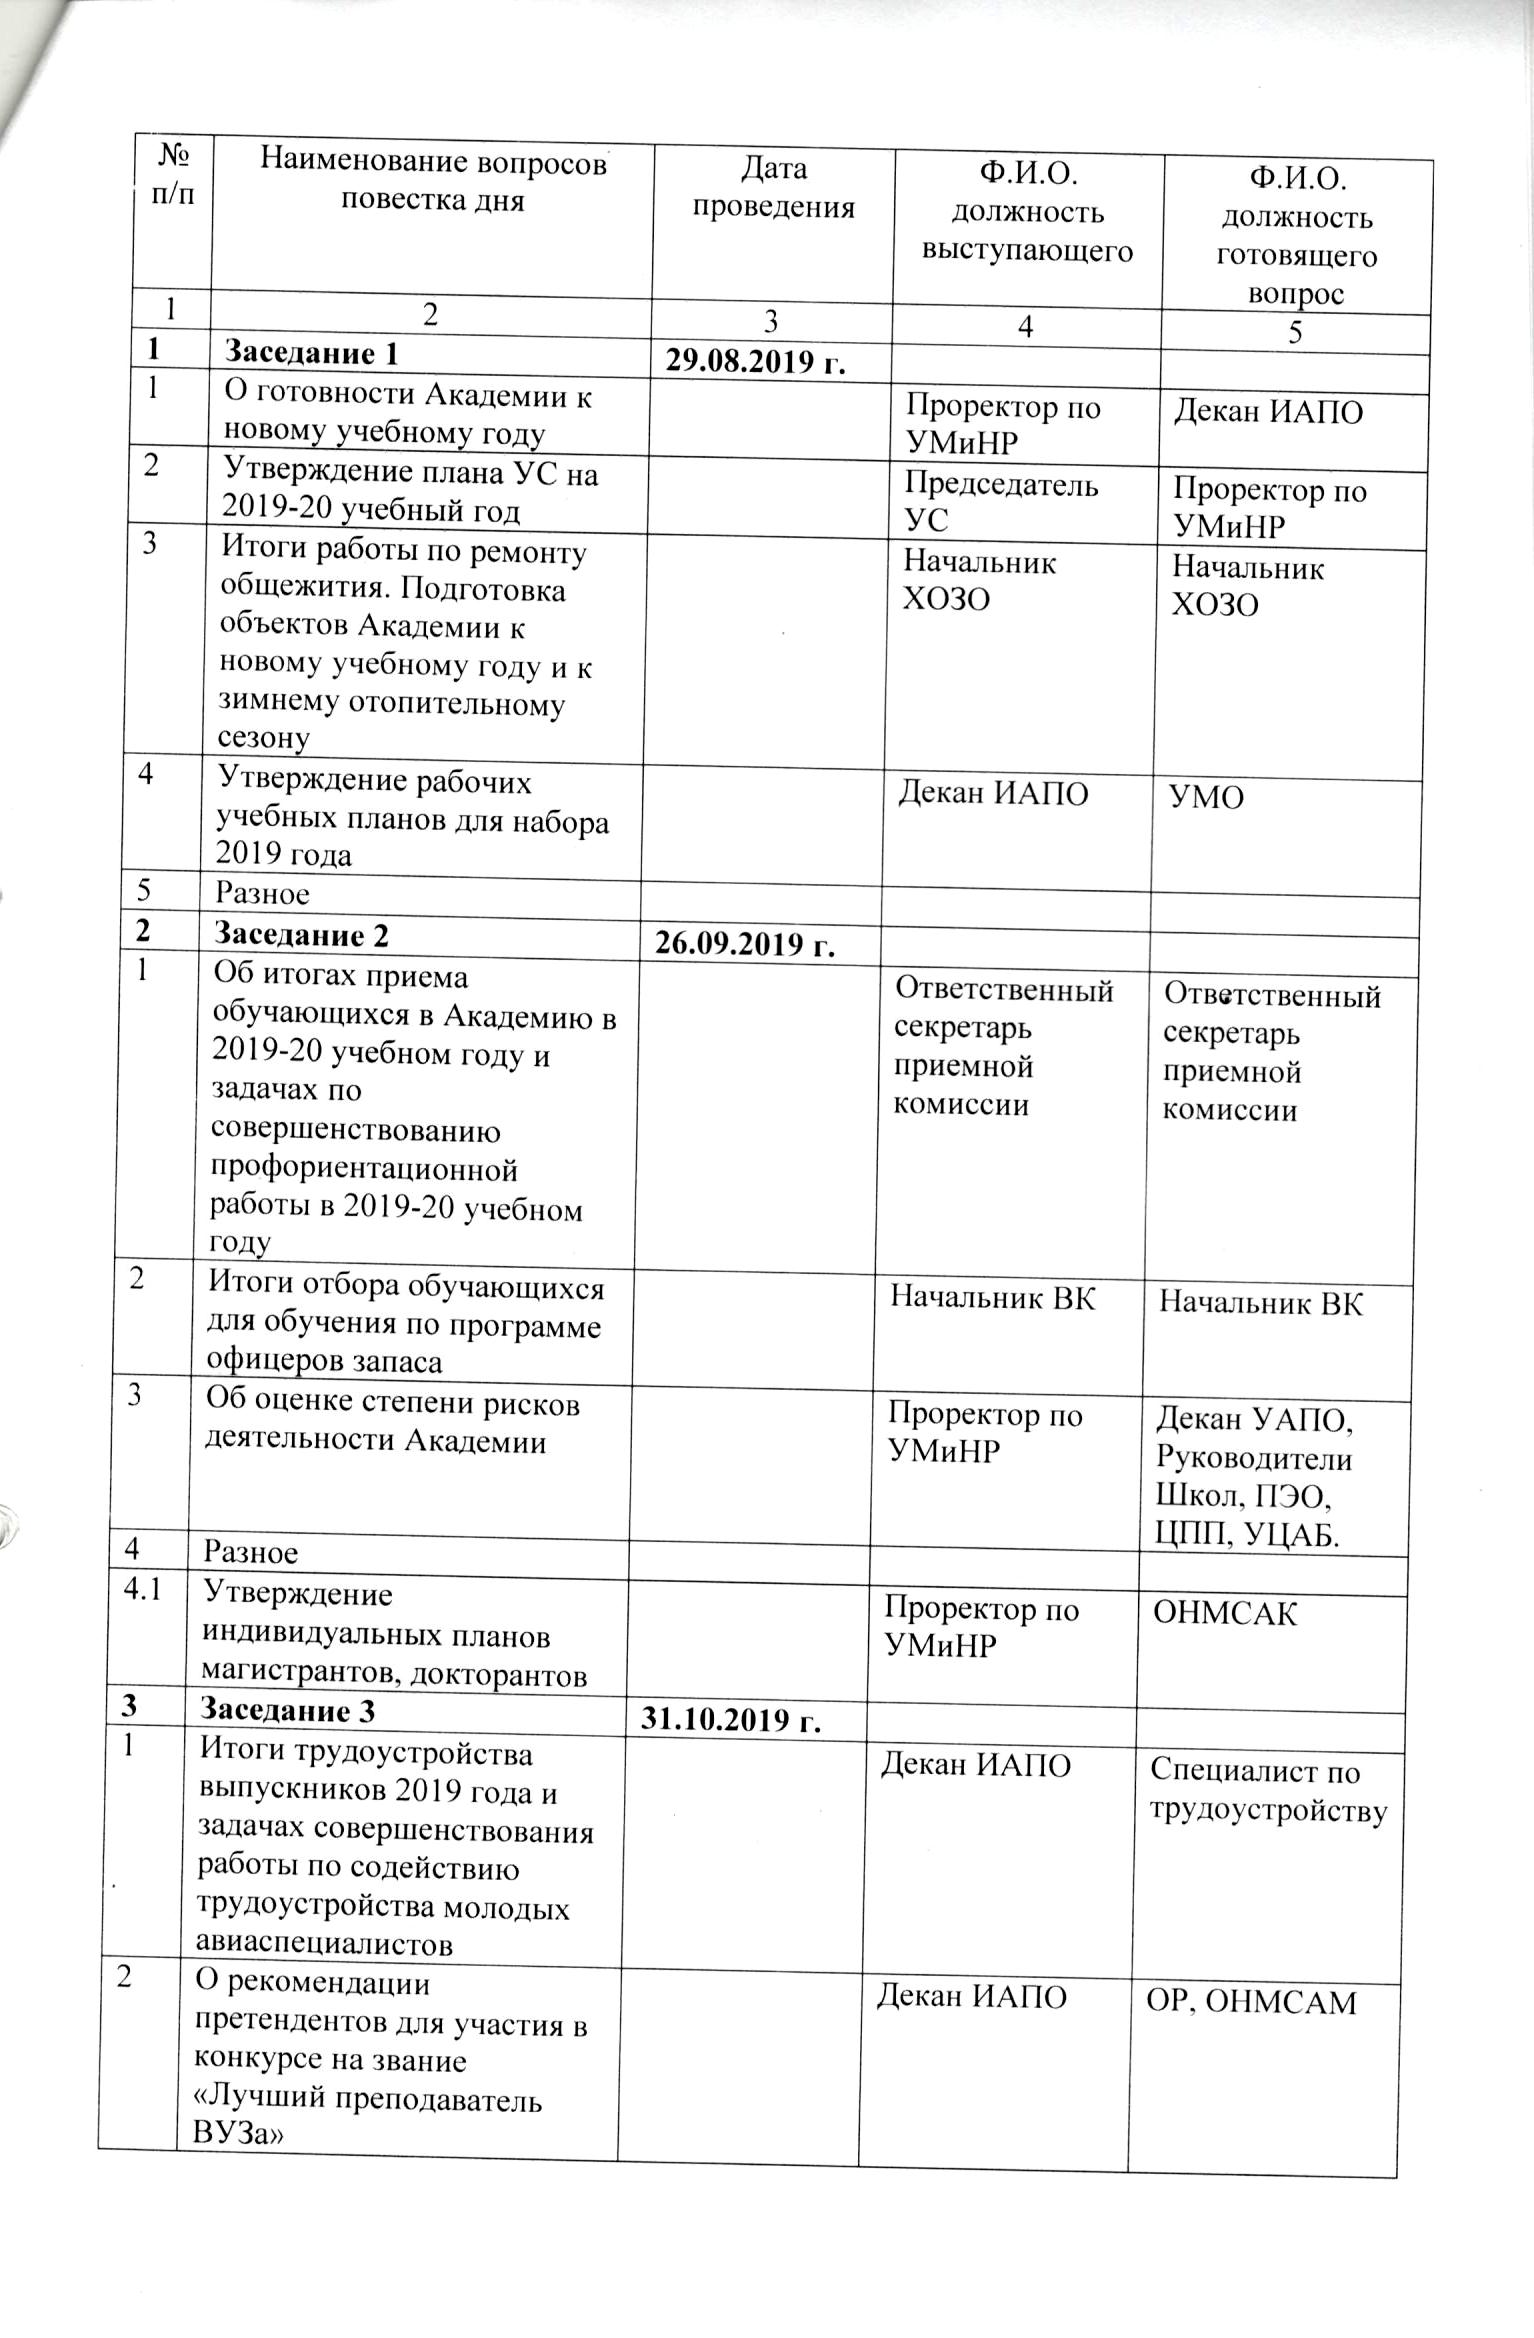 №
п/п
Наименование вопросов
повестка дня
Дата
проведения
Ф.И.О.
должность
выступающего
Ф.И.О.
должность
готовящего
вопрос
1
2
3
4
5
1
Заседание 1
29.08.2019 г.
1
О готовности Академии к
новому учебному году
Проректор по
УМиНР
Декан ИАПО
2
Утверждение плана УС на
2019-20 учебный год
Председатель
УС
Проректор по
УМиНР
3
Итоги работы по ремонту
общежития. Подготовка
объектов Академии к
новому учебному году и к
зимнему отопительному
сезону
Начальник
ХОЗО
Начальник
ХОЗО
4
Утверждение рабочих
учебных планов для набора
2019 года
Декан ИАПО
УМО
5
Разное
2
Заседание 2
26.09.2019 г.
1
Об итогах приема
обучающихся в Академию в
2019-20 учебном году и
задачах по
совершенствованию
профориентационной
работы в 2019-20 учебном
году
Ответственный
секретарь
приемной
комиссии
Ответственный
секретарь
приемной
комиссии
2
Итоги отбора обучающихся
для обучения по программе
офицеров запаса
Начальник ВК
Начальник ВК
3
Об оценке степени рисков
деятельности Академии
Проректор по
УМиНР
Декан УАПО,
Руководители
Школ, ПЭО,
ЦПП, УЦАБ.
4
Разное
4.1
Утверждение
индивидуальных планов
магистрантов, докторантов
Проректор по
УМиНР
ОНМСАК
3
Заседание 3
31.10.2019 г.
1
Итоги трудоустройства
выпускников 2019 года и
задачах совершенствования
работы по содействию
трудоустройства молодых
авиаспециалистов
Декан ИАПО
Специалист по
трудоустройству
2
О рекомендации
претендентов для участия в
конкурсе на звание
«Лучший преподаватель
ВУЗа»
Декан ИАПО
ОР, ОНМСАМ